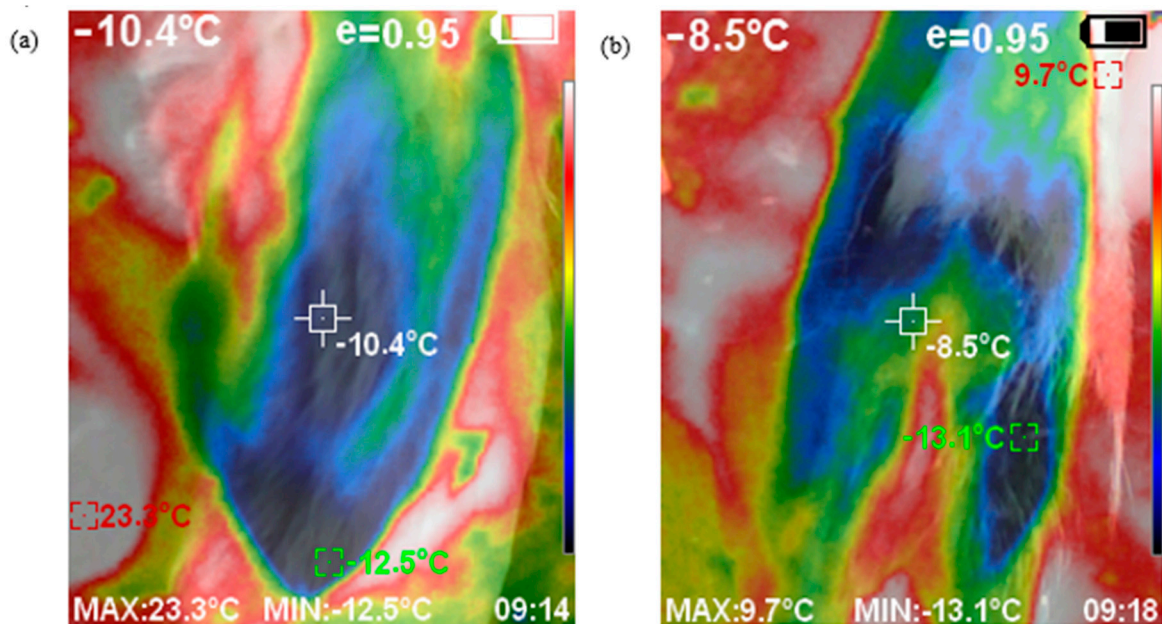 (a)
-10.4°C e=0.95
-10.4°C
23.3°C
-12.5°C
MAX:23.3°C MIN:-12.5°C 09:14
(b)
-8.5°C e=0.95
9.7°C
-8.5°C
-13.1°C
MAX:9.7°C MIN:-13.1°C 09:18